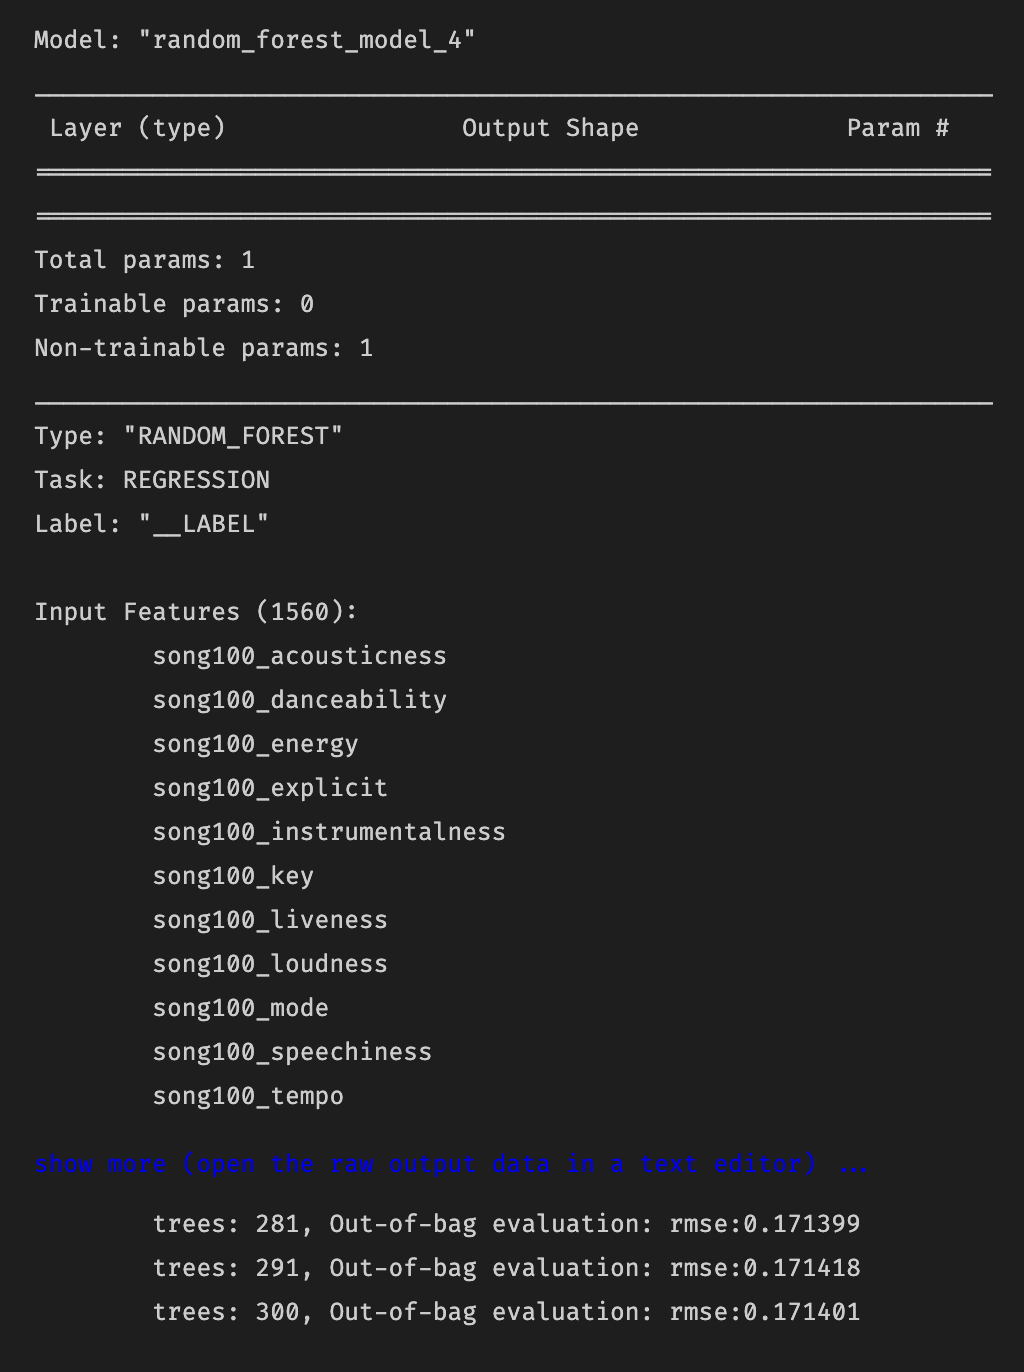 Model: "random_forest_model_4"
Layer (type) Output Shape Param #
Total params: 1
Trainable params: 0
Non-trainable params: 1
Type: "RANDOM_FOREST"
Task: REGRESSION
Label: "__LABEL"
Input Features (1560):
song100_acousticness
song100_danceability
song100_energy
song100_explicit
song100_instrumentalness
song100_key
song100_liveness
song100_loudness
song100_mode
song100_speechiness
song100_tempo
show more (open the raw output data in a text editor) ...
trees: 281, Out-of-bag evaluation: rmse:0.171399
trees: 291, Out-of-bag evaluation: rmse:0.171418
trees: 300, Out-of-bag evaluation: rmse:0.171401